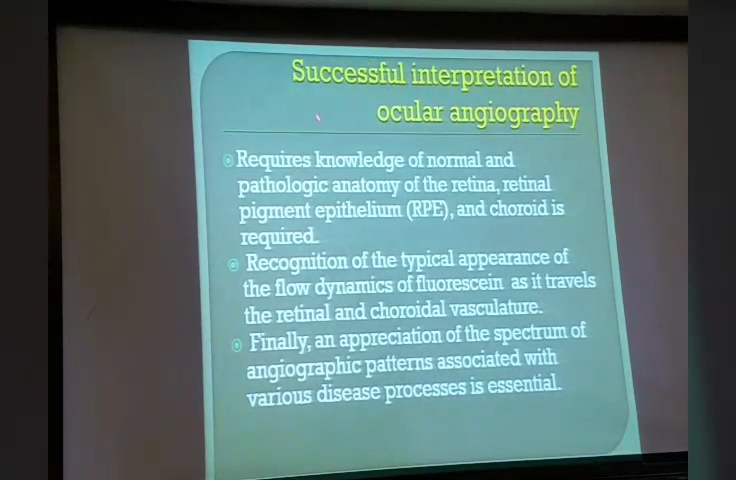 Successful interpretation of
ocular angiography
Requires knowledge of normal and
pathologic anatomy of the retina, retinal
pigment epithelium (RPE), and choroid is
required.
Recognition of the typical appearance of
the flow dynamics of fluorescein as it travels
the retinal and choroidal vasculature.
Finally, an appreciation of the spectrum of
angiographic patterns associated with
various disease processes is essential.